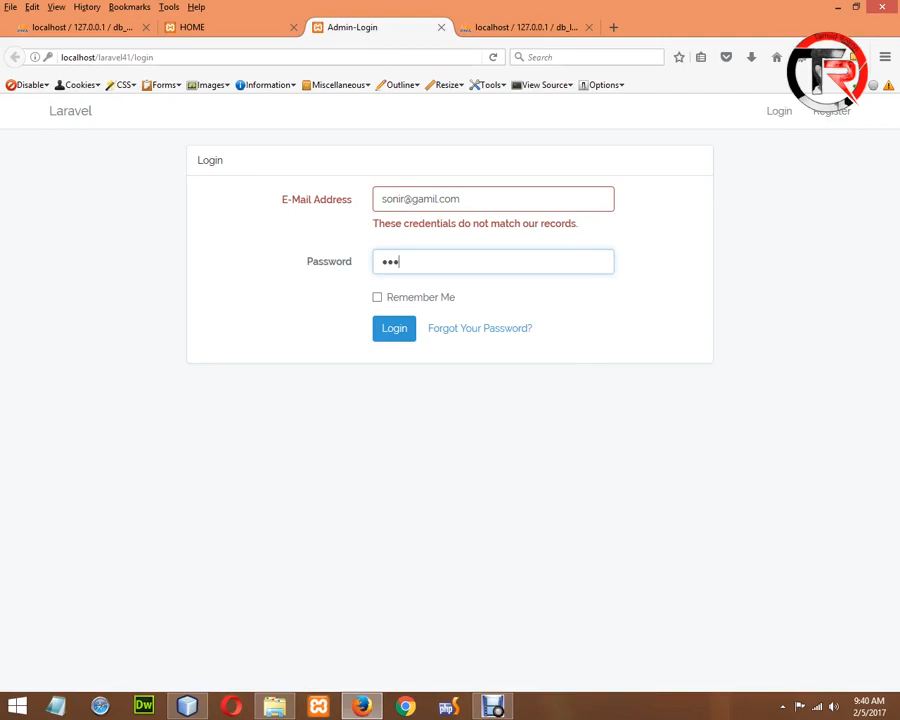 File Edit View History Bookmarks Tools Help
localhost / 127.0.0.1 / db_... HOME Admin-Login localhost / 127.0.0.1 / db_l...
localhost/laravel41/login Search
Disable Cookies CSS Forms Images Information Miscellaneous Outline Resize Tools View Source Options
TR
Laravel Login Register
Login
E-Mail Address sonir@gamil.com
These credentials do not match our records.
Password
Remember Me
Login Forgot Your Password?
Dw php 9:40 AM
2/5/2017